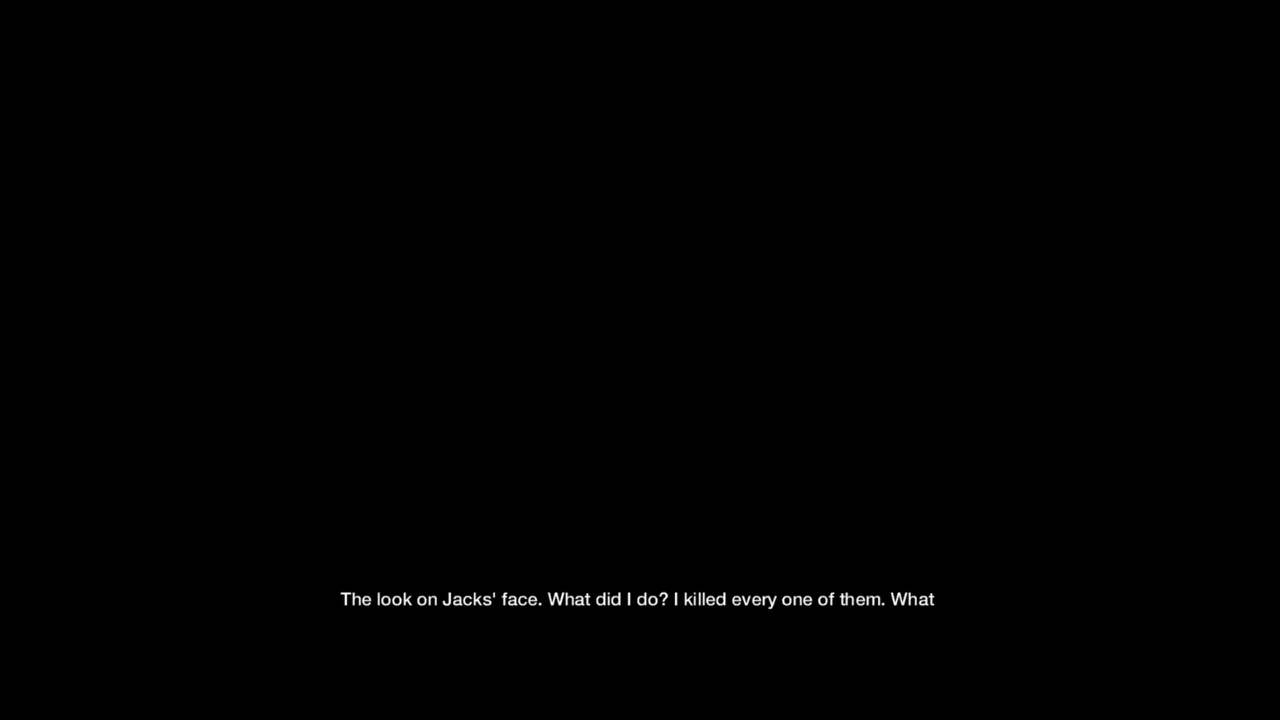 The look on Jacks' face. What did I do? I killed every one of them. What